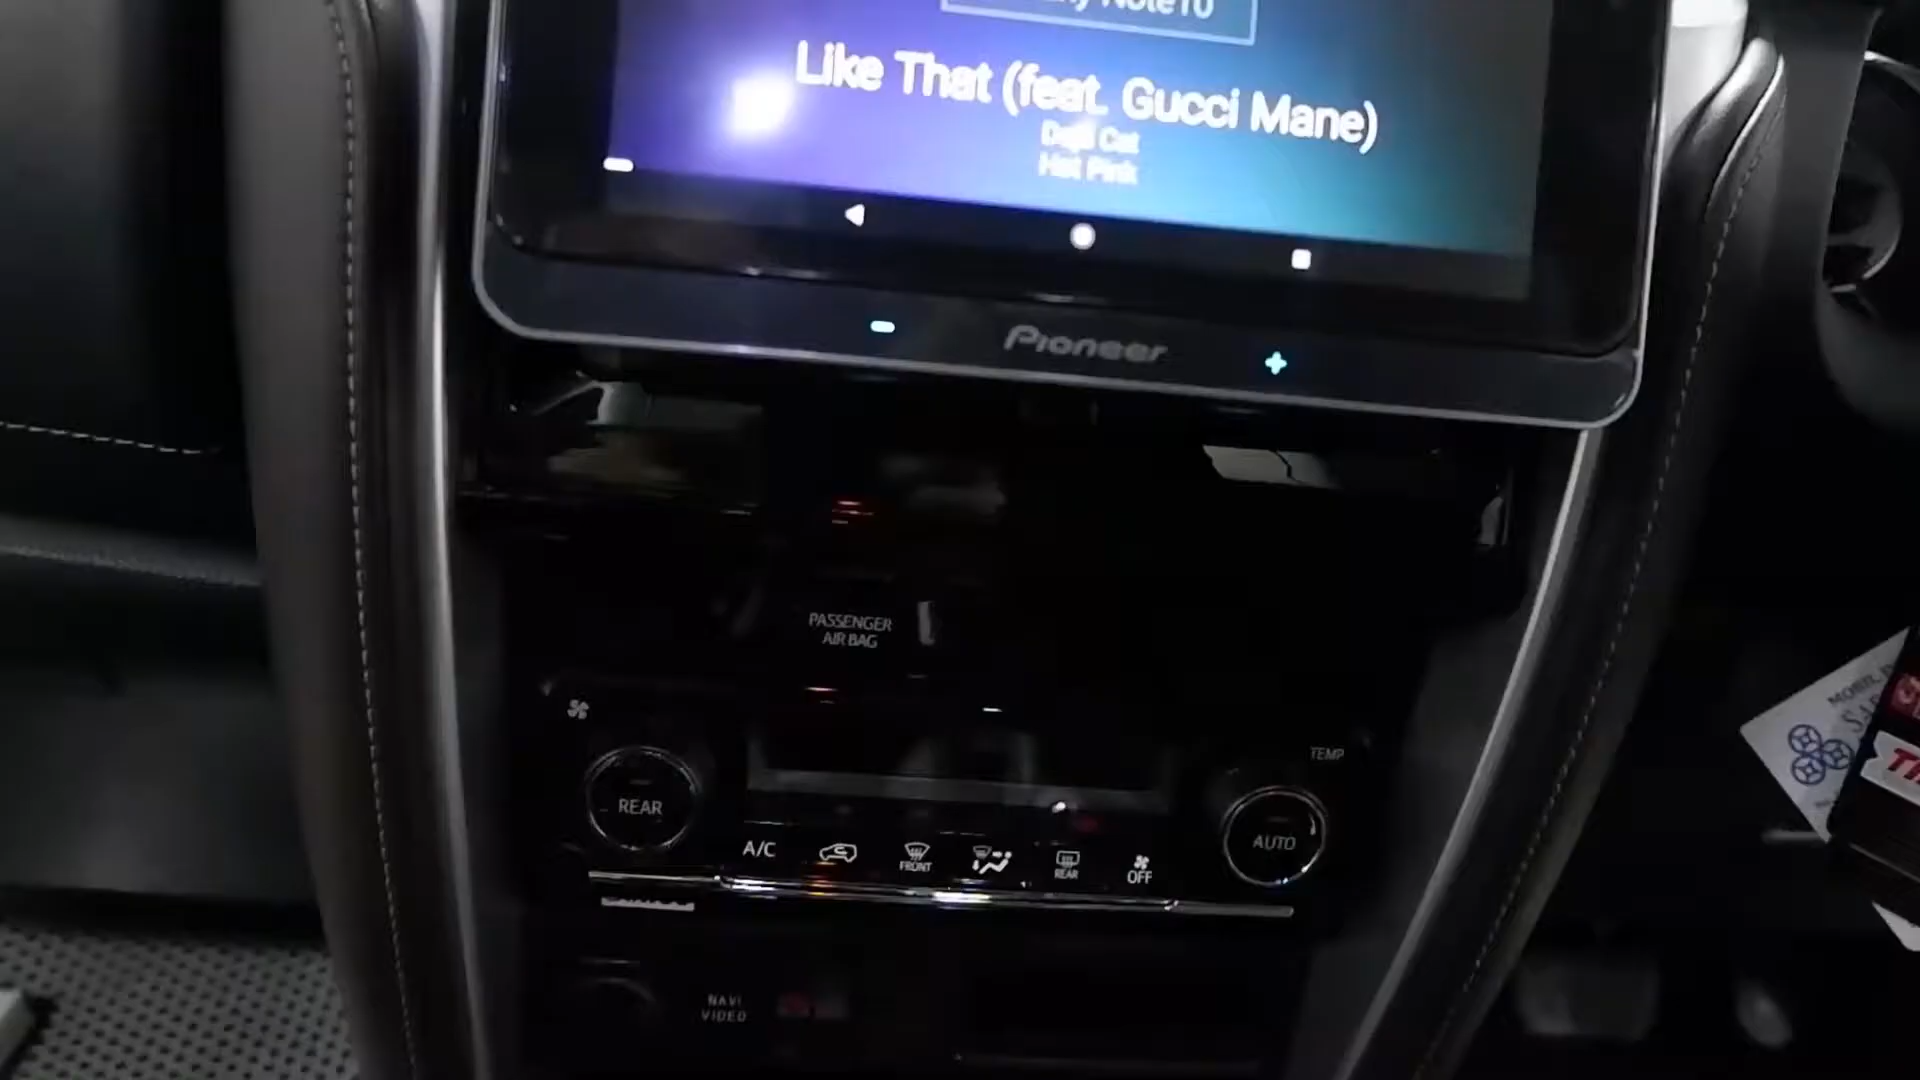 Note10
Like That (feat. Gucci Mane)
Doja Cat
Hot Pink
Pioneer
PASSENGER
AIR BAG
TEMP
REAR
AUTO
A/C
FRONT
REAR
OFF
NAVI
VIDEO